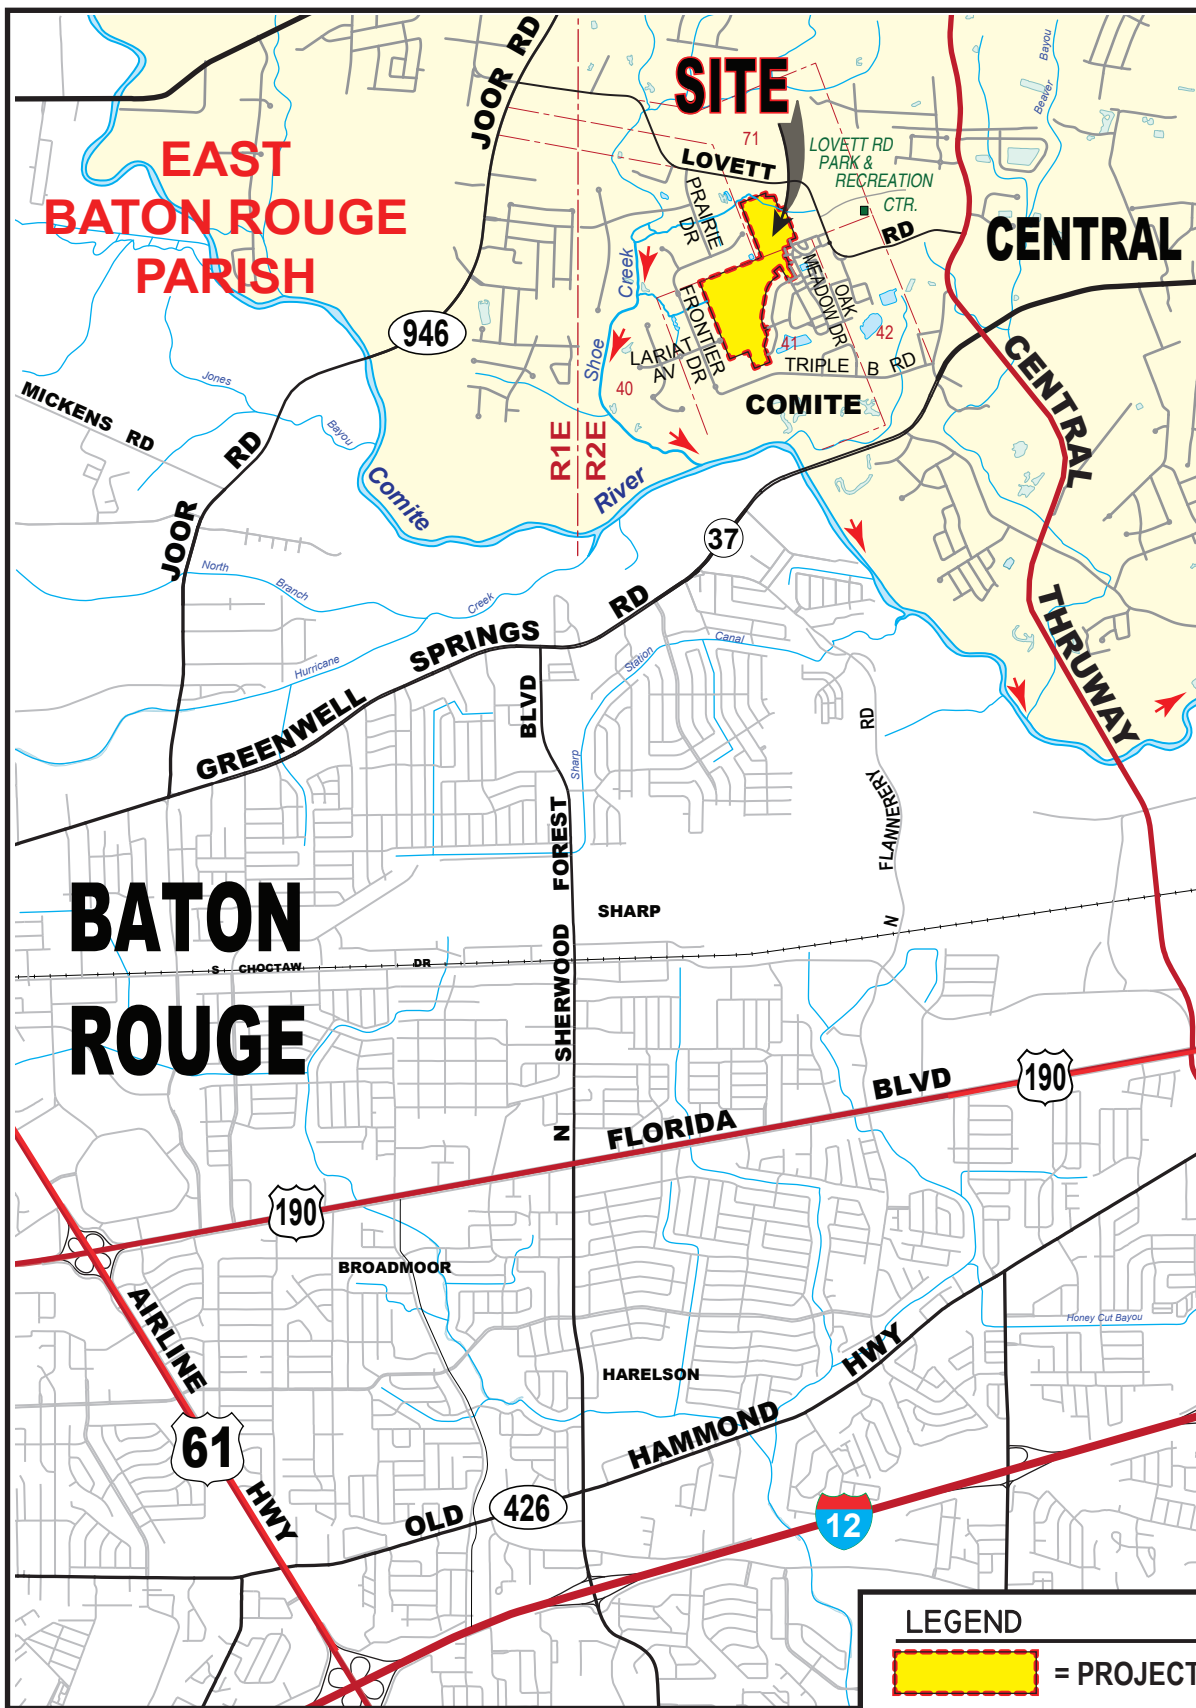 JOOR RD
SITE
EAST
BATON ROUGE
PARISH
71
LOVETT
RD
LOVETT RD
PARK &
RECREATION
CTR.
Beaver
Bayou
CENTRAL
PRAIRIE
DR
OAK
MEADOW DR
FRONTIER
DR
LARIAT
AV
41
42
40
TRIPLE B RD
COMITE
Shoe
Creek
946
R1E
R2E
Jones
Bayou
MICKENS RD
JOOR RD
Comite
River
CENTRAL
THRUWAY
37
North
Branch
Creek
Hurricane
GREENWELL SPRINGS RD
Sharp
Station
Canal
N FLANNERERY RD
N SHERWOOD FOREST BLVD
SHARP
BATON
ROUGE
S CHOCTAW DR
FLORIDA BLVD
190
190
BROADMOOR
AIRLINE HWY
61
HARELSON
Honey Cut Bayou
OLD HAMMOND HWY
426
12
LEGEND
= PROJECT